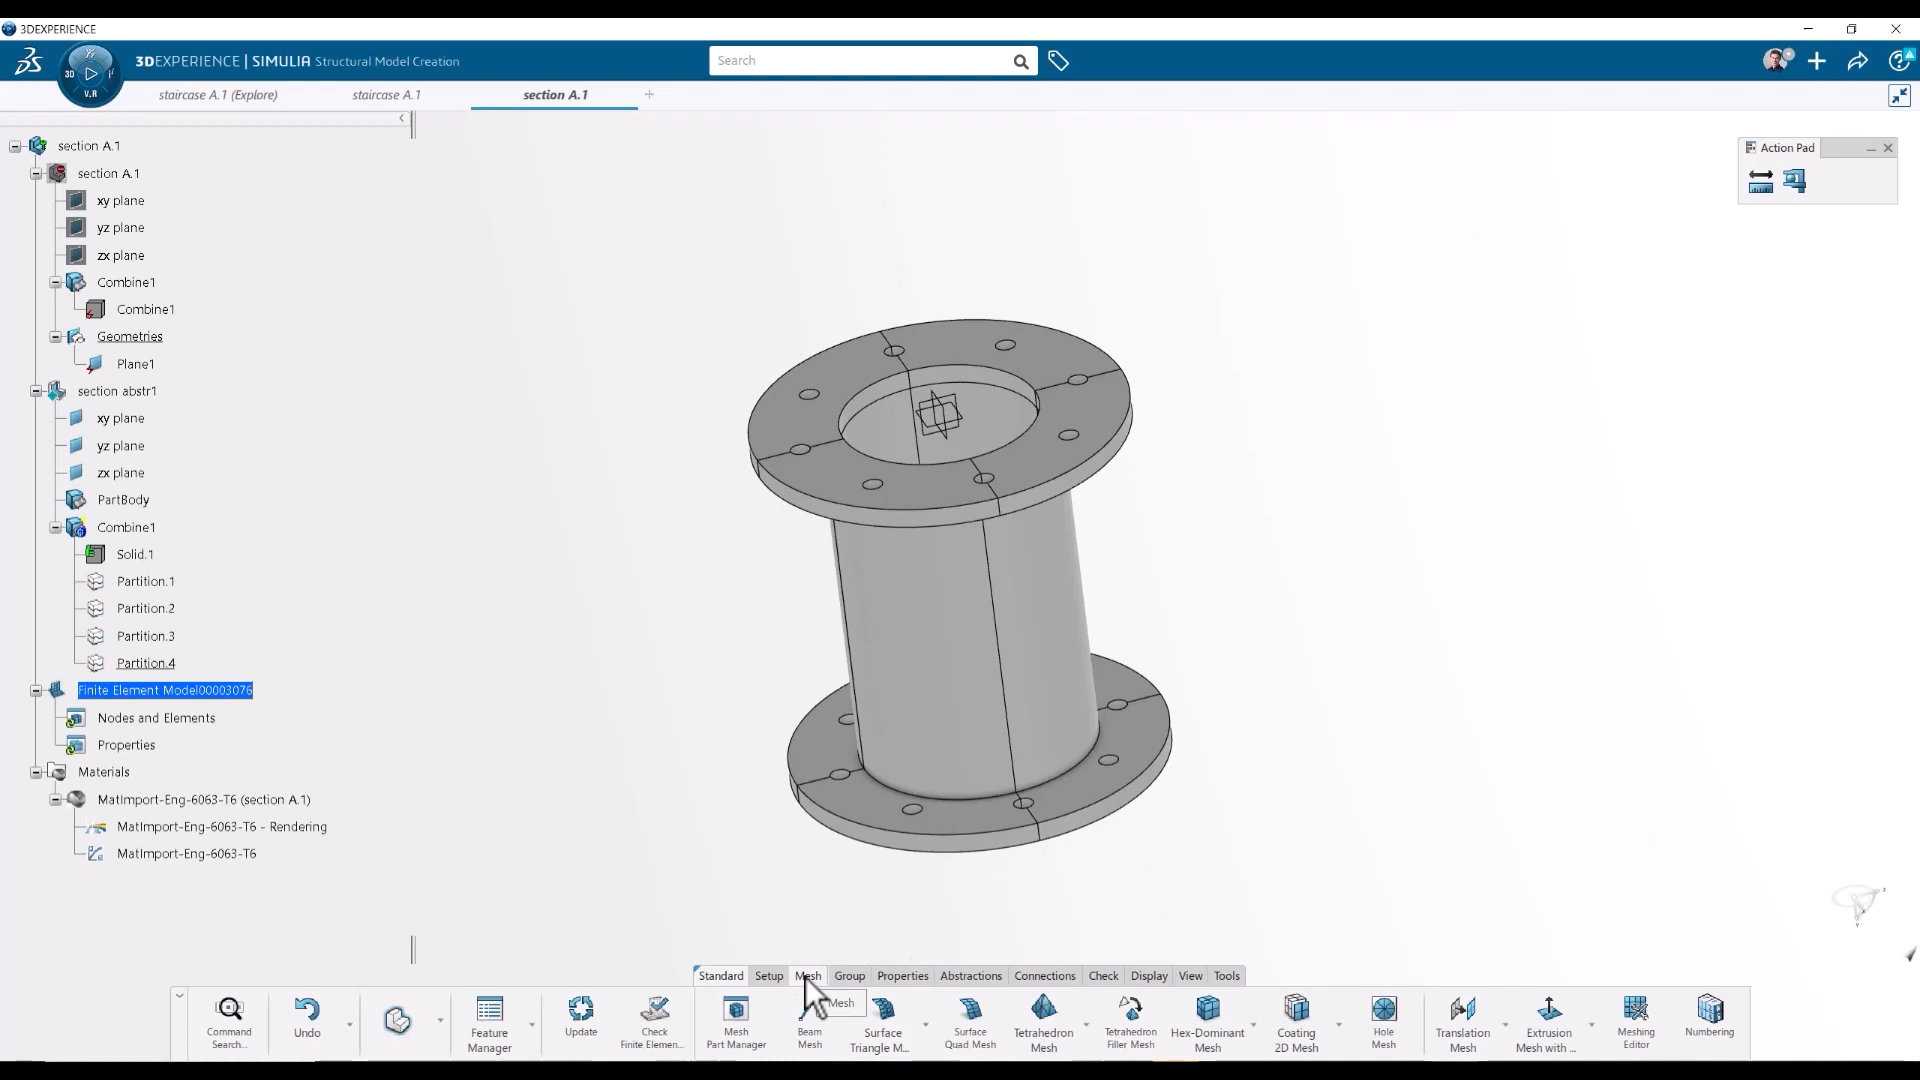 3DEXPERIENCE
3DEXPERIENCE | SIMULIA Structural Model Creation
Search
3D
V.R
staircase A.1 (Explore)
staircase A.1
section A.1
section A.1
section A.1
xy plane
yz plane
zx plane
Combine1
Combine1
Geometries
Plane1
section abstr1
xy plane
yz plane
zx plane
PartBody
Combine1
Solid.1
Partition.1
Partition.2
Partition.3
Partition.4
Finite Element Model00003076
Nodes and Elements
Properties
Materials
MatImport-Eng-6063-T6 (section A.1)
MatImport-Eng-6063-T6 - Rendering
MatImport-Eng-6063-T6
Action Pad
Standard Setup Mesh Group Properties Abstractions Connections Check Display View Tools
Mesh
Command Search...
Undo
Feature Manager
Update
Check Finite Elemen...
Mesh Part Manager
Beam Mesh
Surface Triangle M...
Surface Quad Mesh
Tetrahedron Mesh
Tetrahedron Filler Mesh
Hex-Dominant Mesh
Coating 2D Mesh
Hole Mesh
Translation Mesh
Extrusion Mesh with ...
Meshing Editor
Numbering